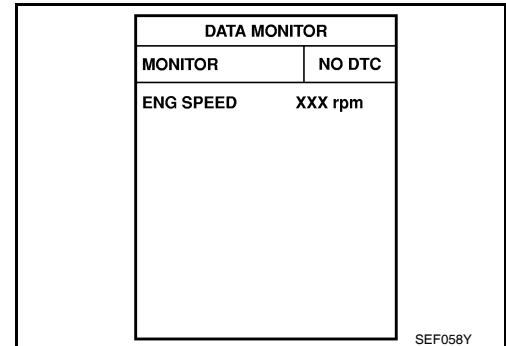 DATA MONITOR
MONITOR NO DTC
ENG SPEED XXX rpm
SEF058Y